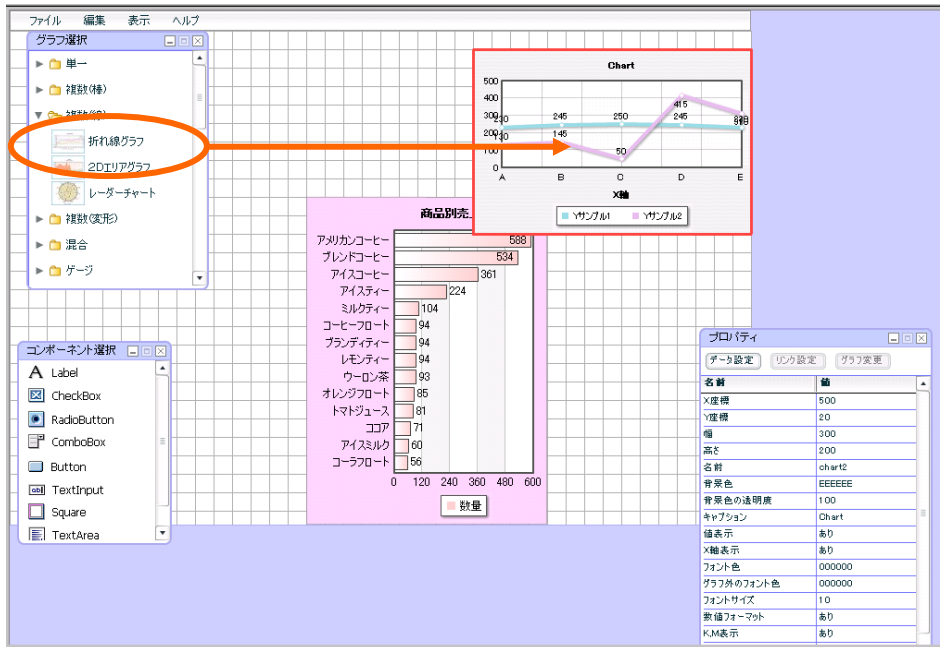 ファイル 編集 表示 ヘルプ
グラフ選択
単一
複数(棒)
複数(線)
折れ線グラフ
2Dエリアグラフ
レーダーチャート
複数(変形)
混合
ゲージ
Chart
500
400
300
200
100
0
245
250
245
415
145
50
A B C D E
X軸
Yサンプル1 Yサンプル2
商品別売
アメリカンコーヒー 588
ブレンドコーヒー 534
アイスコーヒー 361
アイスティー 224
ミルクティー 104
コーヒーフロート 94
ブランディティー 94
レモンティー 94
ウーロン茶 93
オレンジフロート 85
トマトジュース 81
ココア 71
アイスミルク 60
コーラフロート 56
0 120 240 360 480 600
数量
コンポーネント選択
A Label
CheckBox
RadioButton
ComboBox
Button
abl TextInput
Square
TextArea
プロパティ
データ設定 リンク設定 グラフ変更
名前 値
X座標 500
Y座標 20
幅 300
高さ 200
名前 chart2
背景色 EEEEEE
背景色の透明度 100
キャプション Chart
値表示 あり
X軸表示 あり
フォント色 000000
グラフ外のフォント色 000000
フォントサイズ 10
数値フォーマット あり
K,M表示 あり